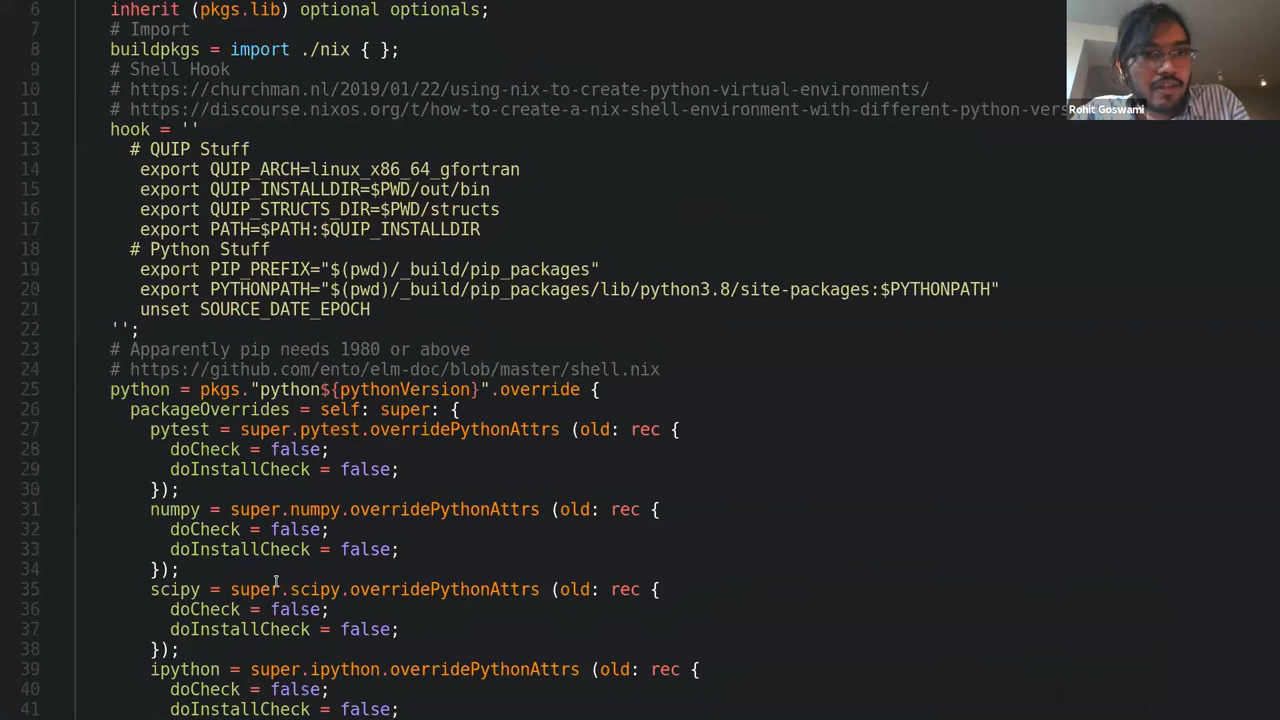 6 inherit (pkgs.lib) optional optionals;
7 # Import
8 buildpkgs = import ./nix { };
9 # Shell Hook
10 # https://churchman.nl/2019/01/22/using-nix-to-create-python-virtual-environments/
11 # https://discourse.nixos.org/t/how-to-create-a-nix-shell-environment-with-different-python-vers
12 hook = ''
13 # QUIP Stuff
14 export QUIP_ARCH=linux_x86_64_gfortran
15 export QUIP_INSTALLDIR=$PWD/out/bin
16 export QUIP_STRUCTS_DIR=$PWD/structs
17 export PATH=$PATH:$QUIP_INSTALLDIR
18 # Python Stuff
19 export PIP_PREFIX="$(pwd)/_build/pip_packages"
20 export PYTHONPATH="$(pwd)/_build/pip_packages/lib/python3.8/site-packages:$PYTHONPATH"
21 unset SOURCE_DATE_EPOCH
22 '';
23 # Apparently pip needs 1980 or above
24 # https://github.com/ento/elm-doc/blob/master/shell.nix
25 python = pkgs."python${pythonVersion}".override {
26 packageOverrides = self: super: {
27 pytest = super.pytest.overridePythonAttrs (old: rec {
28 doCheck = false;
29 doInstallCheck = false;
30 });
31 numpy = super.numpy.overridePythonAttrs (old: rec {
32 doCheck = false;
33 doInstallCheck = false;
34 });
35 scipy = super.scipy.overridePythonAttrs (old: rec {
36 doCheck = false;
37 doInstallCheck = false;
38 });
39 ipython = super.ipython.overridePythonAttrs (old: rec {
40 doCheck = false;
41 doInstallCheck = false;
Rohit Goswami